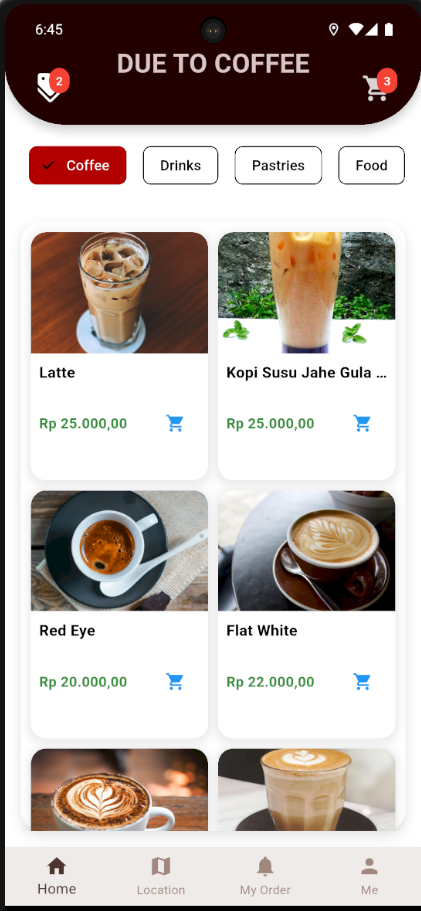 6:45
DUE TO COFFEE
2
3
Coffee
Drinks
Pastries
Food
Latte
Kopi Susu Jahe Gula ...
Rp 25.000,00
Rp 25.000,00
Red Eye
Flat White
Rp 20.000,00
Rp 22.000,00
Home
Location
My Order
Me